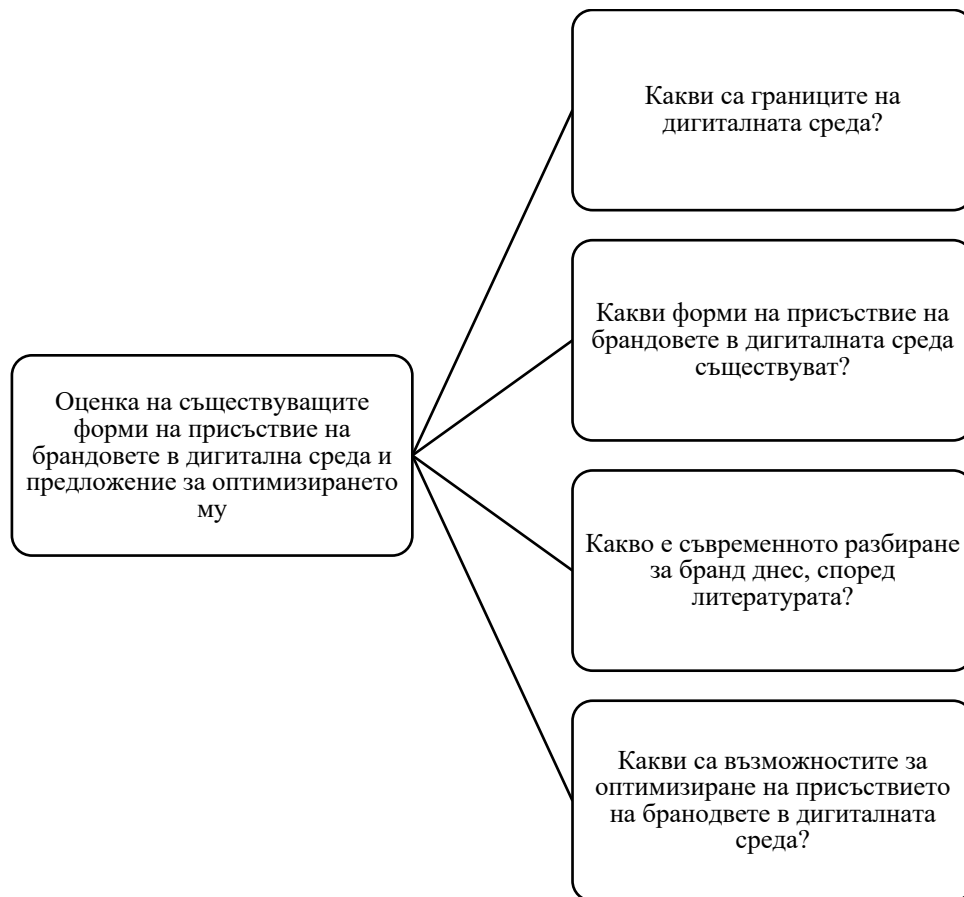 Какви са границите на
дигиталната среда?
Какви форми на присъствие на
брандовете в дигиталната среда
съществуват?
Оценка на съществуващите
форми на присъствие на
брандовете в дигитална среда и
предложение за оптимизирането
му
Какво е съвременното разбиране
за бранд днес, според
литературата?
Какви са възможностите за
оптимизиране на присъствието
на бранодвете в дигиталната
среда?